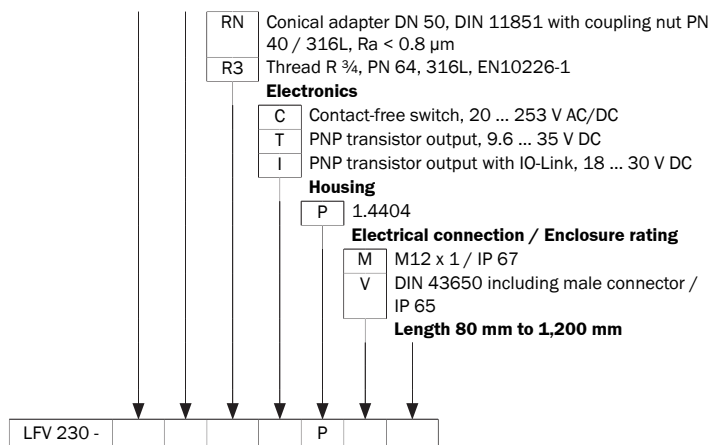 RN Conical adapter DN 50, DIN 11851 with coupling nut PN
40 / 316L, Ra < 0.8 µm
R3 Thread R ¾, PN 64, 316L, EN10226-1
Electronics
C Contact-free switch, 20 ... 253 V AC/DC
T PNP transistor output, 9.6 ... 35 V DC
I PNP transistor output with IO-Link, 18 ... 30 V DC
Housing
P 1.4404
Electrical connection / Enclosure rating
M M12 x 1 / IP 67
V DIN 43650 including male connector /
IP 65
Length 80 mm to 1,200 mm
LFV 230 - P